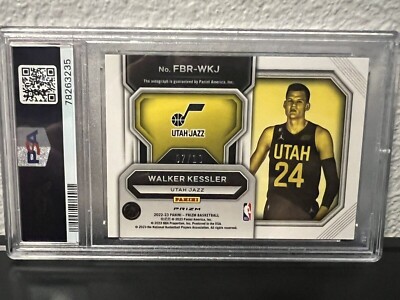 78263235
PSA
No. FBR-WKJ
The autograph is guaranteed by Panini America, Inc.
UTAH JAZZ
WALKER KESSLER
UTAH JAZZ
PANINI
PRIZM
2022-23 PANINI – PRIZM BASKETBALL
UTAH
24